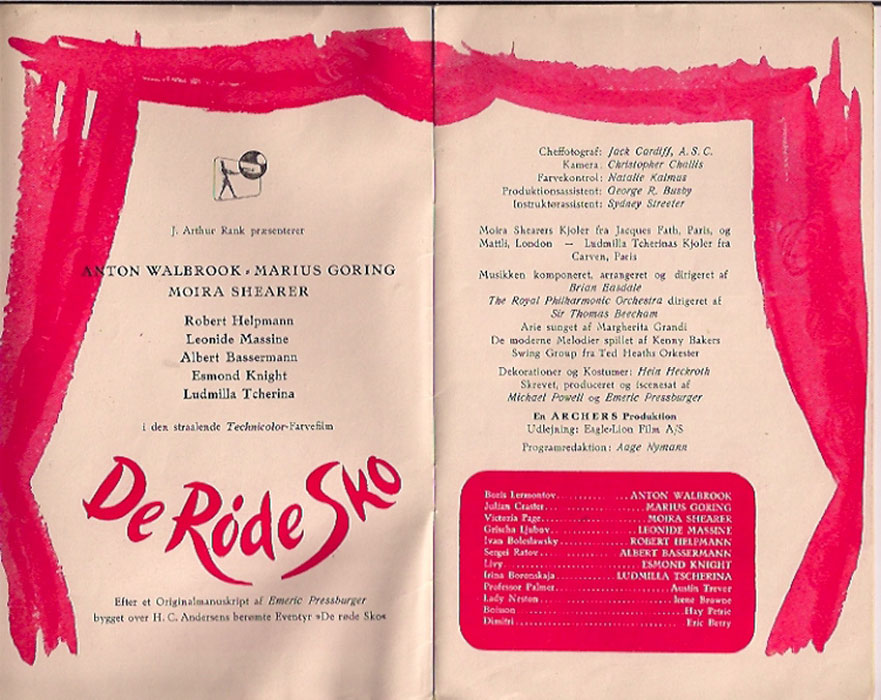 J. Arthur Rank præsenterer
ANTON WALBROOK • MARIUS GORING
MOIRA SHEARER
Robert Helpmann
Leonide Massine
Albert Bassermann
Esmond Knight
Ludmilla Tcherina
i den straalende Technicolor-Farvefilm
De Røde Sko
Efter et Originalmanuskript af Emeric Pressburger
bygget over H. C. Andersens berømte Eventyr »De røde Sko«
Cheffotograf: Jack Cardiff, A. S. C.
Kamera: Christopher Challis
Farvekontrol: Natalie Kalmus
Produktionsassistent: George R. Busby
Instruktørassistent: Sydney Streeter
Moira Shearers Kjoler fra Jacques Fath, Paris, og
Mattli, London — Ludmilla Tcherinas Kjoler fra
Carven, Paris
Musikken komponeret, arrangeret og dirigeret af
Brian Easdale
The Royal Philharmonic Orchestra dirigeret af
Sir Thomas Beecham
Arie sunget af Margherita Grandi
De moderne Melodier spillet af Kenny Bakers
Swing Group fra Ted Heaths Orkester
Dekorationer og Kostumer: Hein Heckroth
Skrevet, produceret og iscenesat af
Michael Powell og Emeric Pressburger
En ARCHERS Produktion
Udlejning: Eagle-Lion Film A/S
Programredaktion: Aage Nymann
Boris Lermontov ANTON WALBROOK
Julian Craster MARIUS GORING
Victoria Page MOIRA SHEARER
Grischa Ljubov LEONIDE MASSINE
Ivan Boleslawsky ROBERT HELPMANN
Sergei Ratov ALBERT BASSERMANN
Livy ESMOND KNIGHT
Irina Boronskaja LUDMILLA TSCHERINA
Professor Palmer Austin Trevor
Lady Neston Irene Browne
Boisson Hay Petrie
Dimitri Eric Berry